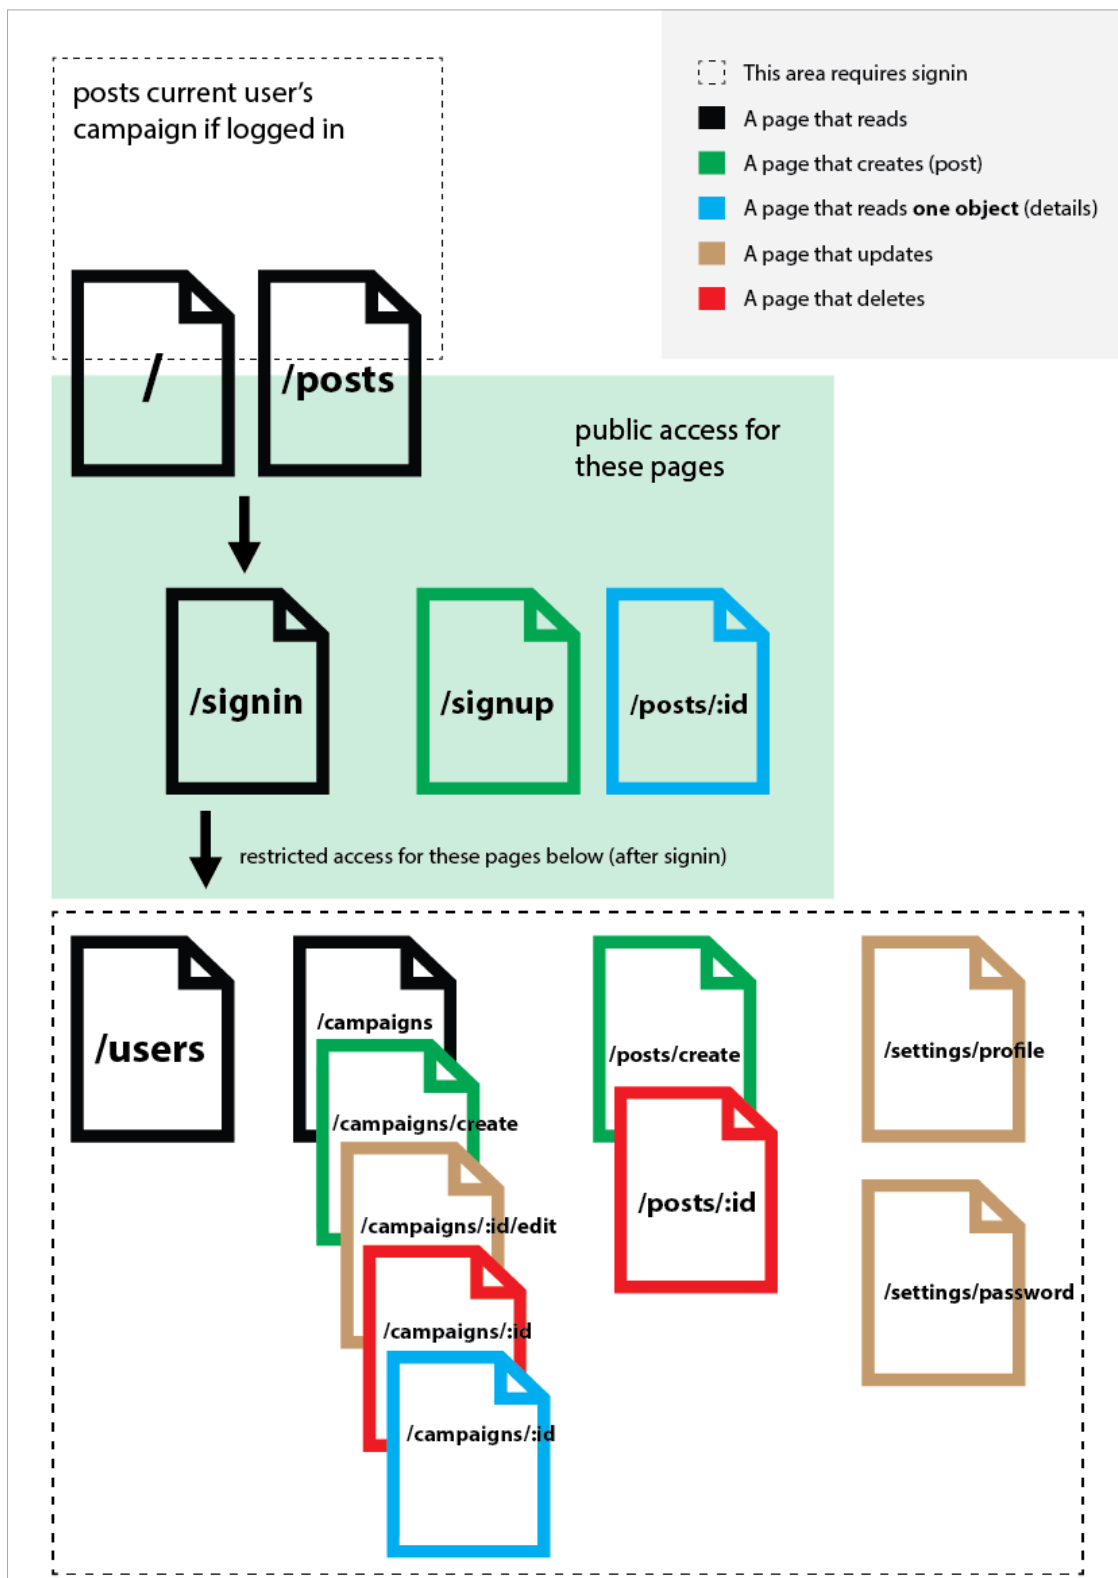 posts current user's
campaign if logged in
This area requires signin
A page that reads
A page that creates (post)
A page that reads one object (details)
A page that updates
A page that deletes
/
/posts
public access for
these pages
/signin
/signup
/posts/:id
restricted access for these pages below (after signin)
/users
/campaigns
/campaigns/create
/campaigns/:id/edit
/campaigns/:id
/campaigns/:id
/posts/create
/posts/:id
/settings/profile
/settings/password